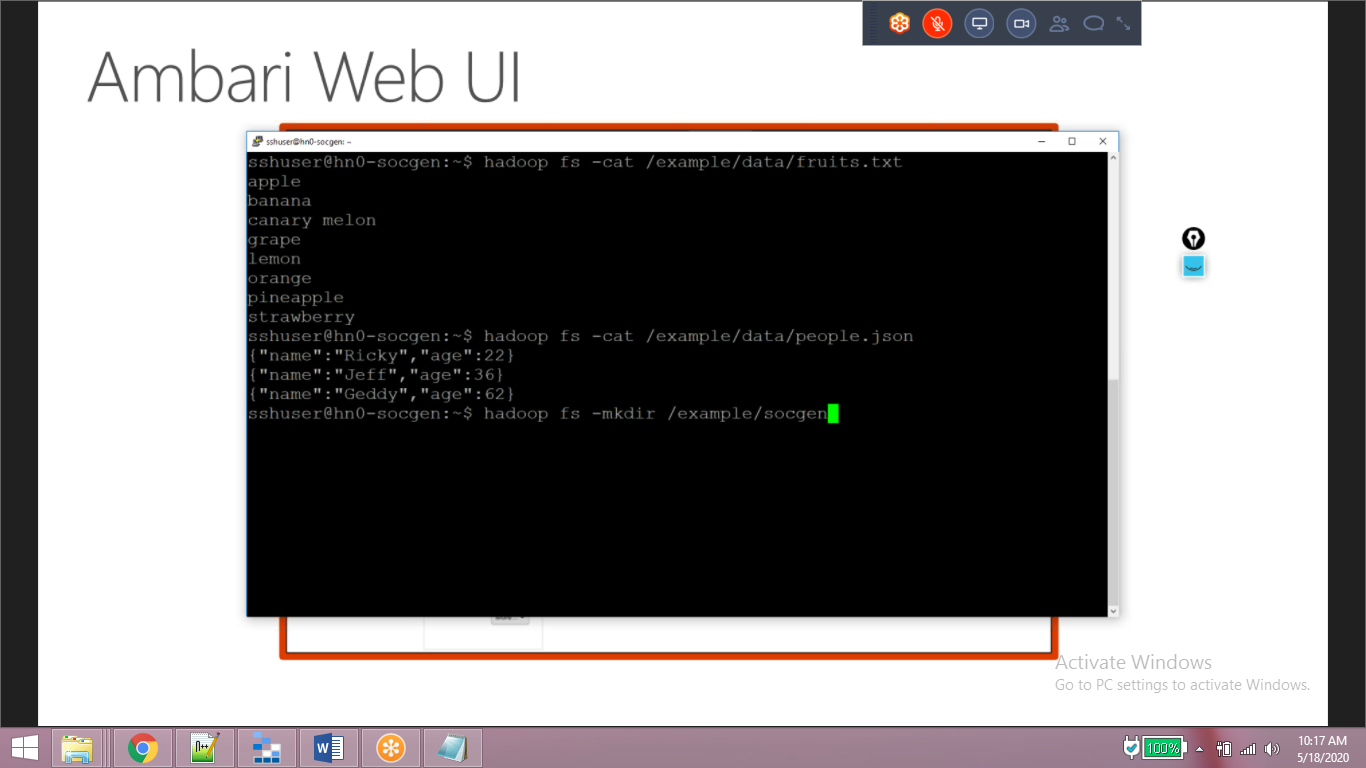 Ambari Web UI
sshuser@hn0-socgen: ~
sshuser@hn0-socgen:~$ hadoop fs -cat /example/data/fruits.txt
apple
banana
canary melon
grape
lemon
orange
pineapple
strawberry
sshuser@hn0-socgen:~$ hadoop fs -cat /example/data/people.json
{"name":"Ricky","age":22}
{"name":"Jeff","age":36}
{"name":"Geddy","age":62}
sshuser@hn0-socgen:~$ hadoop fs -mkdir /example/socgen
Activate Windows
Go to PC settings to activate Windows.
100%
10:17 AM
5/18/2020